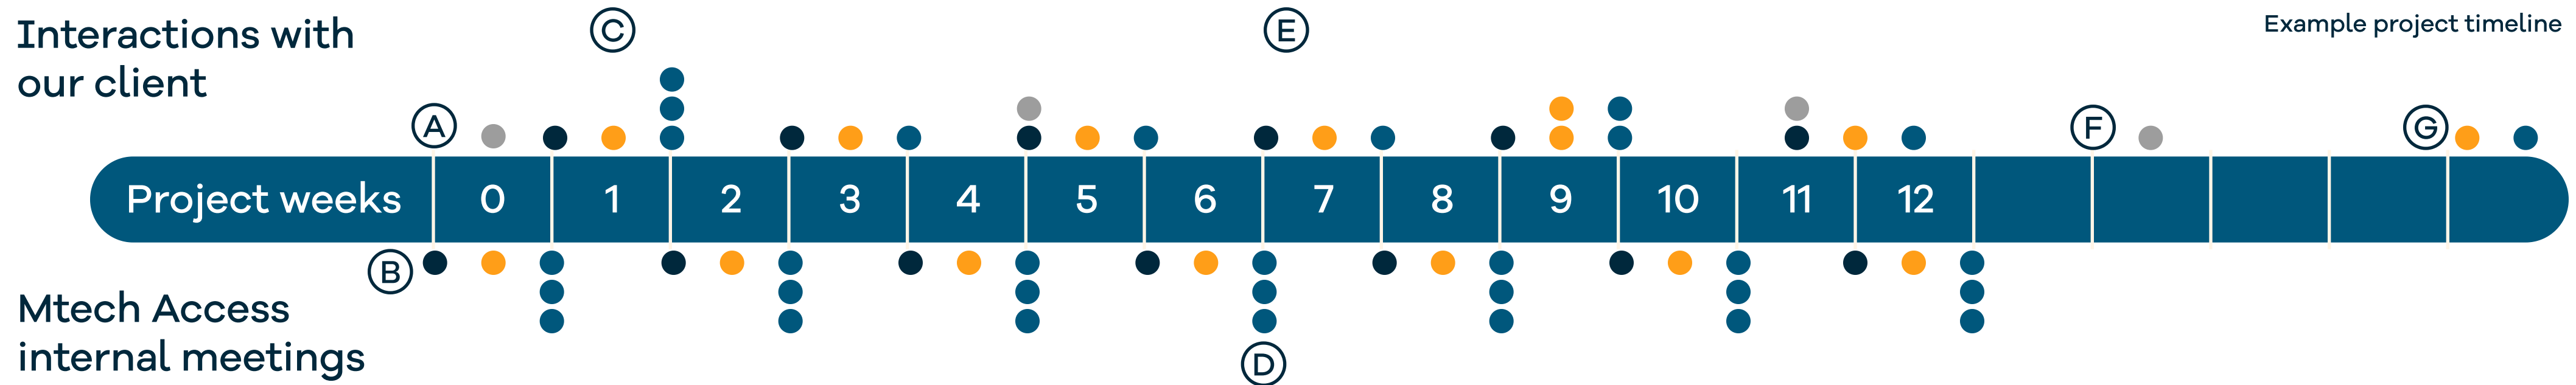 Interactions with
our client
C
E
Example project timeline
A
F
G
Project weeks 0 1 2 3 4 5 6 7 8 9 10 11 12
B
Mtech Access
internal meetings
D